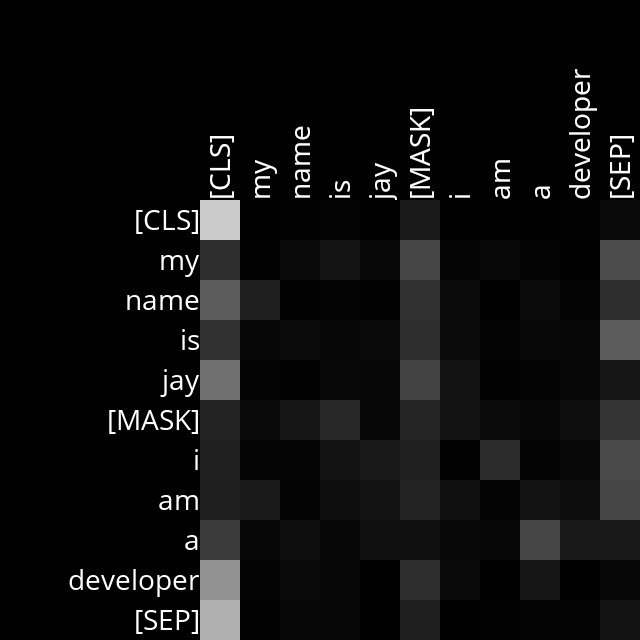 [CLS] my name is jay [MASK] i am a developer [SEP]
[CLS]
my
name
is
jay
[MASK]
i
am
a
developer
[SEP]